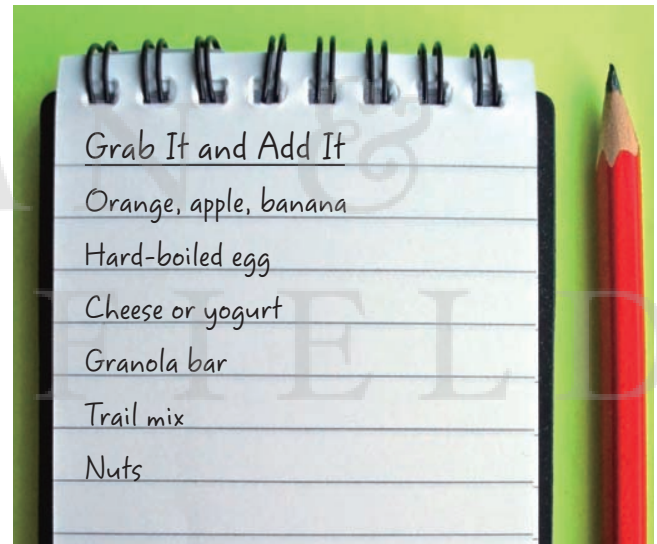 Grab It and Add It
Orange, apple, banana
Hard-boiled egg
Cheese or yogurt
Granola bar
Trail mix
Nuts